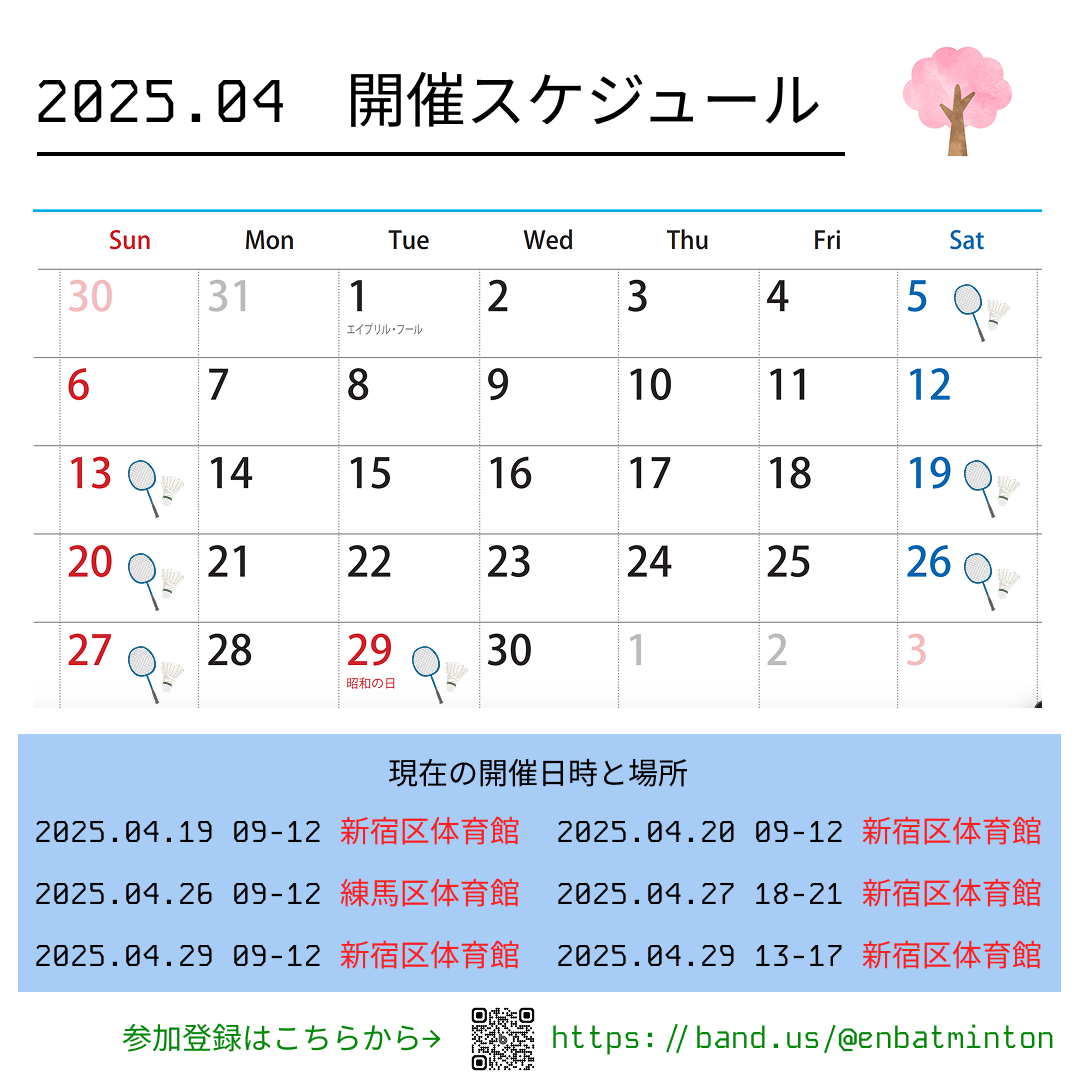 2025.04 開催スケジュール
Sun Mon Tue Wed Thu Fri Sat
30 31 1 2 3 4 5
エイプリル・フール
6 7 8 9 10 11 12
13 14 15 16 17 18 19
20 21 22 23 24 25 26
27 28 29 30 1 2 3
昭和の日
現在の開催日時と場所
2025.04.19 09-12 新宿区体育館 2025.04.20 09-12 新宿区体育館
2025.04.26 09-12 練馬区体育館 2025.04.27 18-21 新宿区体育館
2025.04.29 09-12 新宿区体育館 2025.04.29 13-17 新宿区体育館
参加登録はこちらから→ https://band.us/@enbatminton